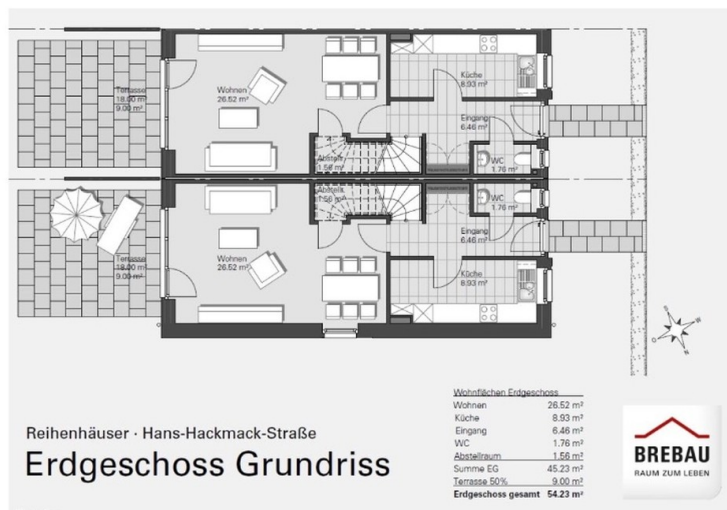 Küche
8.93 m²
Terrasse
18.00 m²
9.00 m²
Wohnen
26.52 m²
Eingang
6.46 m²
Abstellr.
1.56 m²
WC
1.76 m²
Abstellr.
1.56 m²
WC
1.76 m²
Eingang
6.46 m²
Terrasse
18.00 m²
9.00 m²
Wohnen
26.52 m²
Küche
8.93 m²
N
O
S
W
Wohnflächen Erdgeschoss
Wohnen 26.52 m²
Küche 8.93 m²
Eingang 6.46 m²
WC 1.76 m²
Abstellraum 1.56 m²
Summe EG 45.23 m²
Terrasse 50% 9.00 m²
Erdgeschoss gesamt 54.23 m²
Reihenhäuser · Hans-Hackmack-Straße
Erdgeschoss Grundriss
BREBAU
RAUM ZUM LEBEN